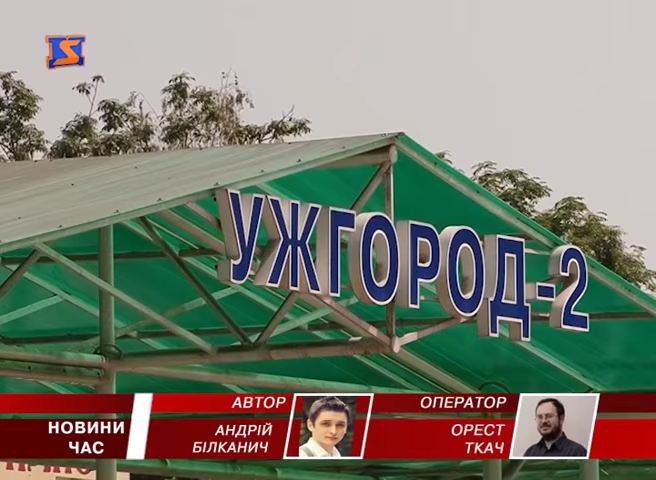 УЖГОРОД-2
АВТОР
ОПЕРАТОР
НОВИНИ
ЧАС
АНДРІЙ
БІЛКАНИЧ
ОРЕСТ
ТКАЧ